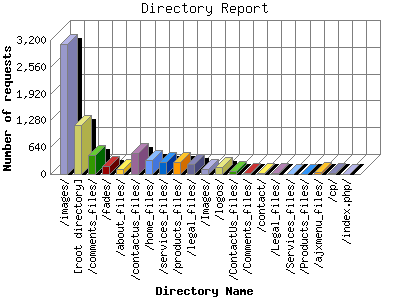 Directory Report
Number of requests
3,200
2,560
1,920
1,280
640
0
/images/
[root directory]
/comments_files/
/fades/
/about_files/
/contactus_files/
/home_files/
/services_files/
/products_files/
/legal_files/
/Images/
/logos/
/ContactUs_files/
/Comments_files/
/contact/
/Legal_files/
/Services_files/
/Products_files/
/ajxmenu_files/
/cp/
/index.php/
Directory Name